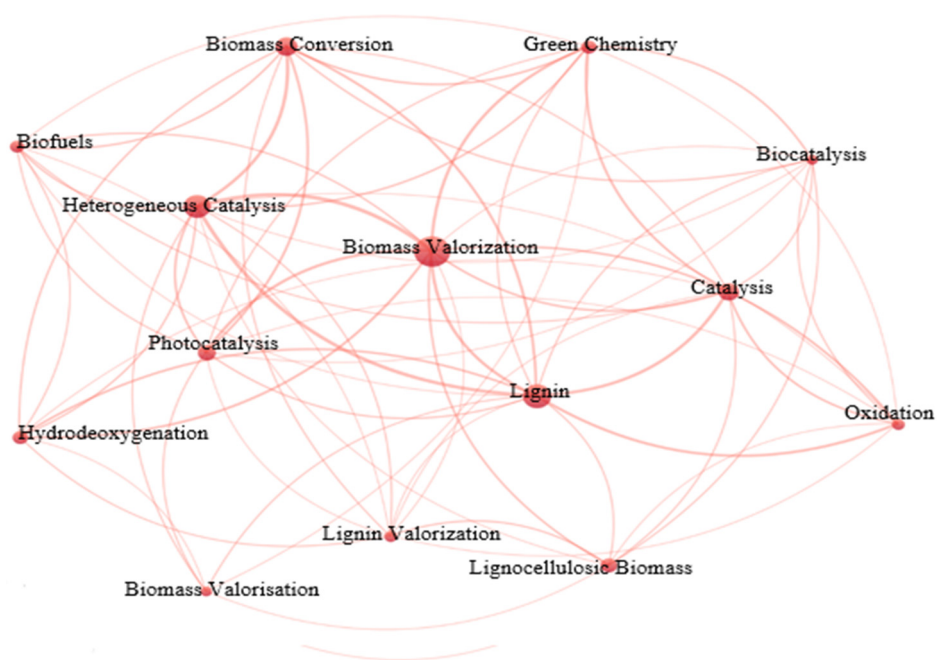 Biomass Conversion
Green Chemistry
Biofuels
Biocatalysis
Heterogeneous Catalysis
Biomass Valorization
Catalysis
Photocatalysis
Lignin
Oxidation
Hydrodeoxygenation
Lignin Valorization
Lignocellulosic Biomass
Biomass Valorisation